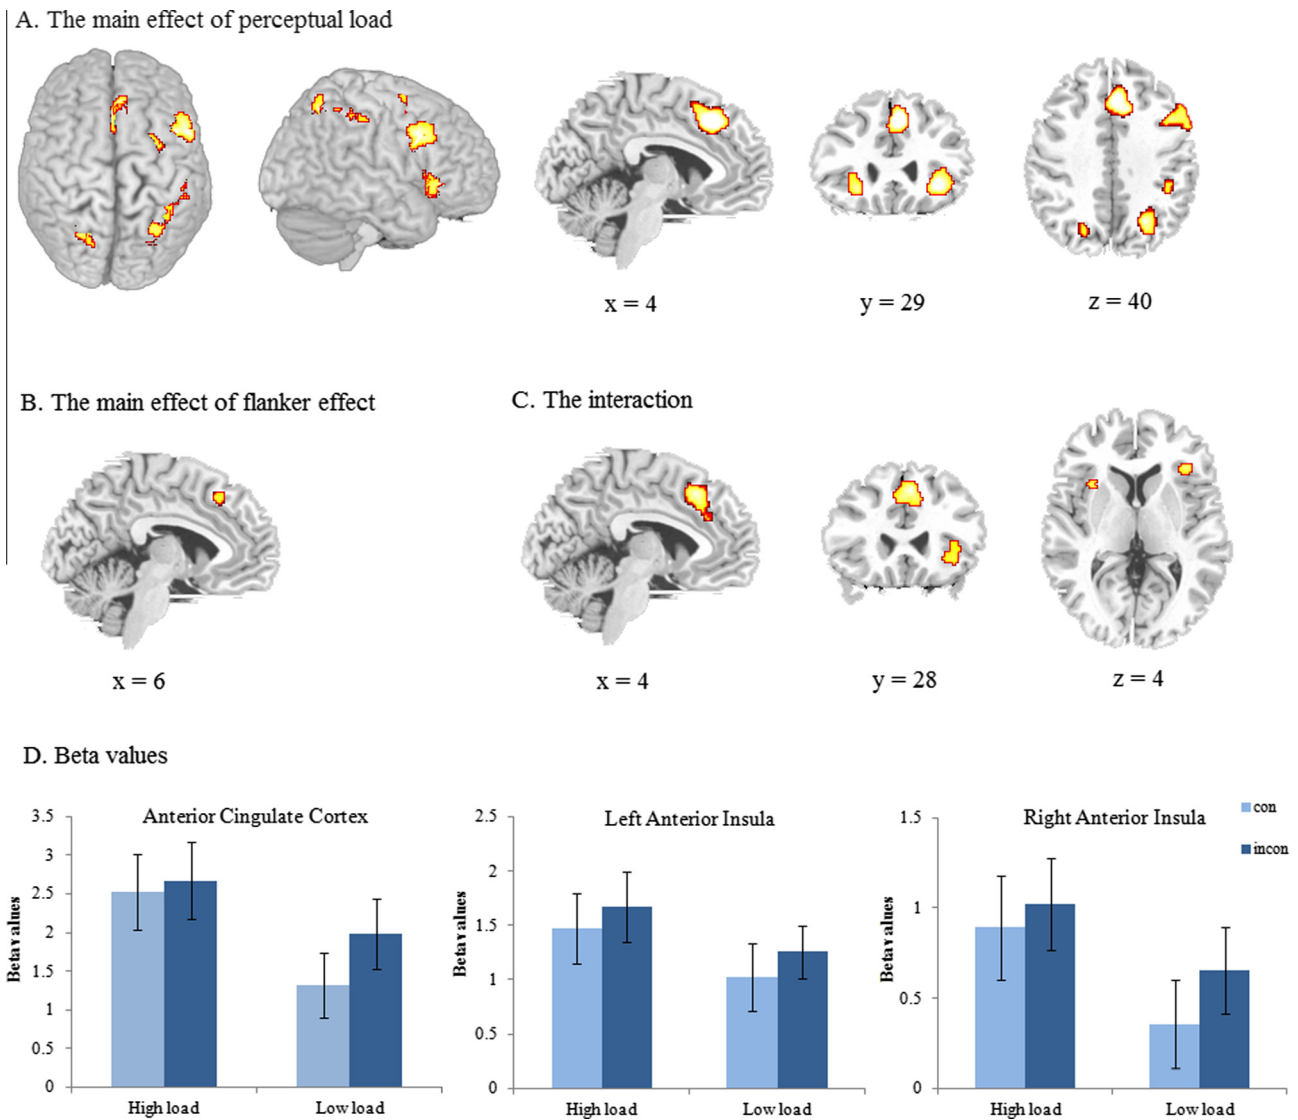 A. The main effect of perceptual load
x = 4
y = 29
z = 40
B. The main effect of flanker effect
C. The interaction
x = 6
x = 4
y = 28
z = 4
D. Beta values
Anterior Cingulate Cortex
3.5
3
2.5
2
1.5
1
0.5
0
Beta values
High load
Low load
Left Anterior Insula
2.5
2
1.5
1
0.5
0
Beta values
High load
Low load
Right Anterior Insula
1.5
1
0.5
0
Beta values
High load
Low load
con
incon